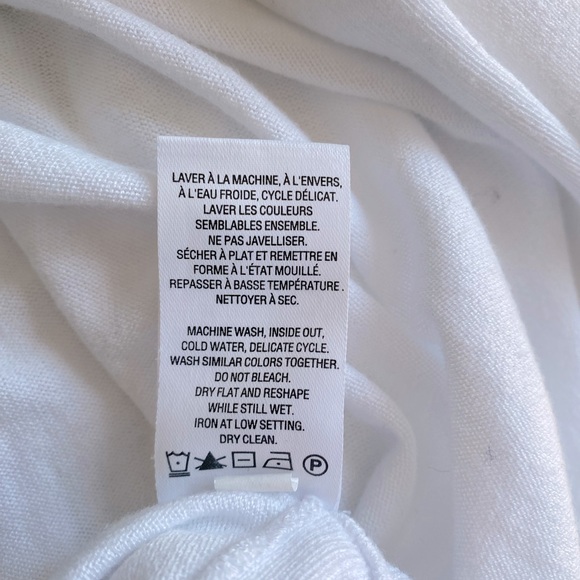 LAVER À LA MACHINE, À L'ENVERS,
À L'EAU FROIDE, CYCLE DÉLICAT.
LAVER LES COULEURS
SEMBLABLES ENSEMBLE.
NE PAS JAVELLISER.
SÉCHER À PLAT ET REMETTRE EN
FORME À L'ÉTAT MOUILLÉ.
REPASSER À BASSE TEMPÉRATURE.
NETTOYER À SEC.
MACHINE WASH, INSIDE OUT,
COLD WATER, DELICATE CYCLE.
WASH SIMILAR COLORS TOGETHER.
DO NOT BLEACH.
DRY FLAT AND RESHAPE
WHILE STILL WET.
IRON AT LOW SETTING.
DRY CLEAN.
P